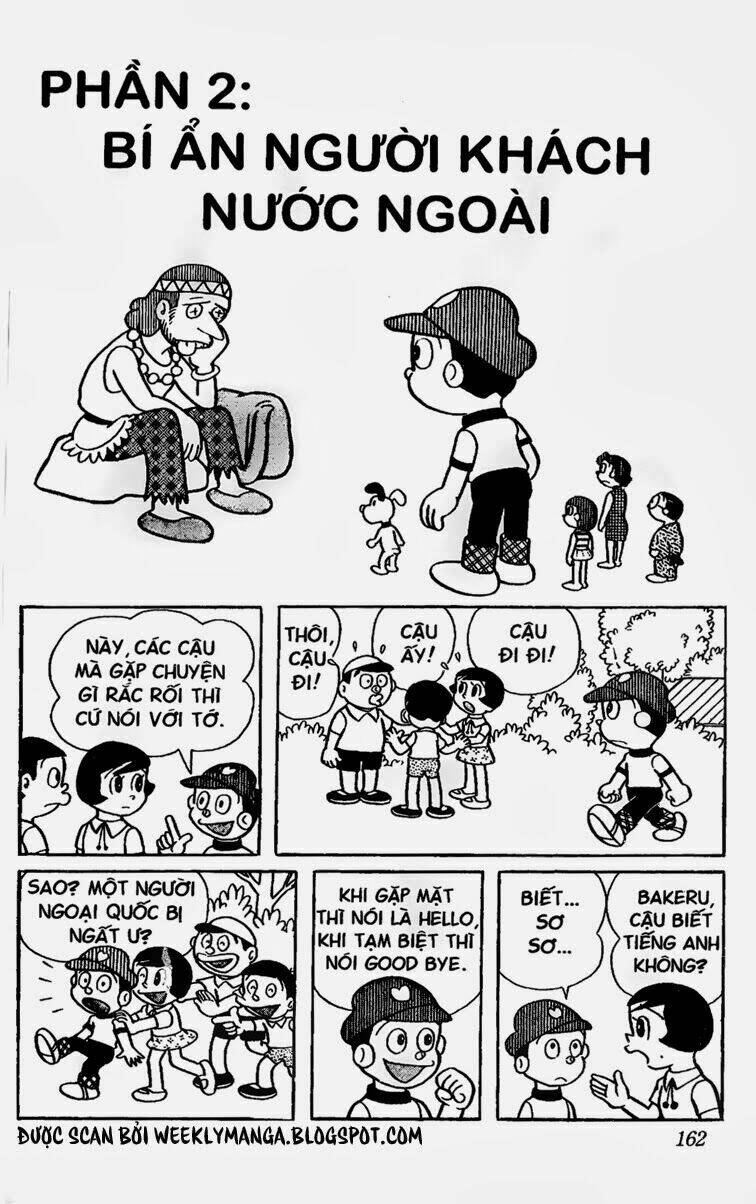 PHẦN 2:
BÍ ẨN NGƯỜI KHÁCH
NƯỚC NGOÀI
CẬU
ĐI ĐI!
CẬU
ẤY!
THÔI,
CẬU
ĐI!
NÀY, CÁC CẬU
MÀ GẶP CHUYỆN
GÌ RẮC RỐI THÌ
CỨ NÓI VỚI TỚ.
BAKERU,
CẬU BIẾT
TIẾNG ANH
KHÔNG?
BIẾT...
SƠ
SƠ...
KHI GẶP MẶT
THÌ NÓI LÀ HELLO,
KHI TẠM BIỆT THÌ
NÓI GOOD BYE.
SAO? MỘT NGƯỜI
NGOẠI QUỐC BỊ
NGẤT Ư?
ĐƯỢC SCAN BỞI WEEKLYMANGA.BLOGSPOT.COM
162